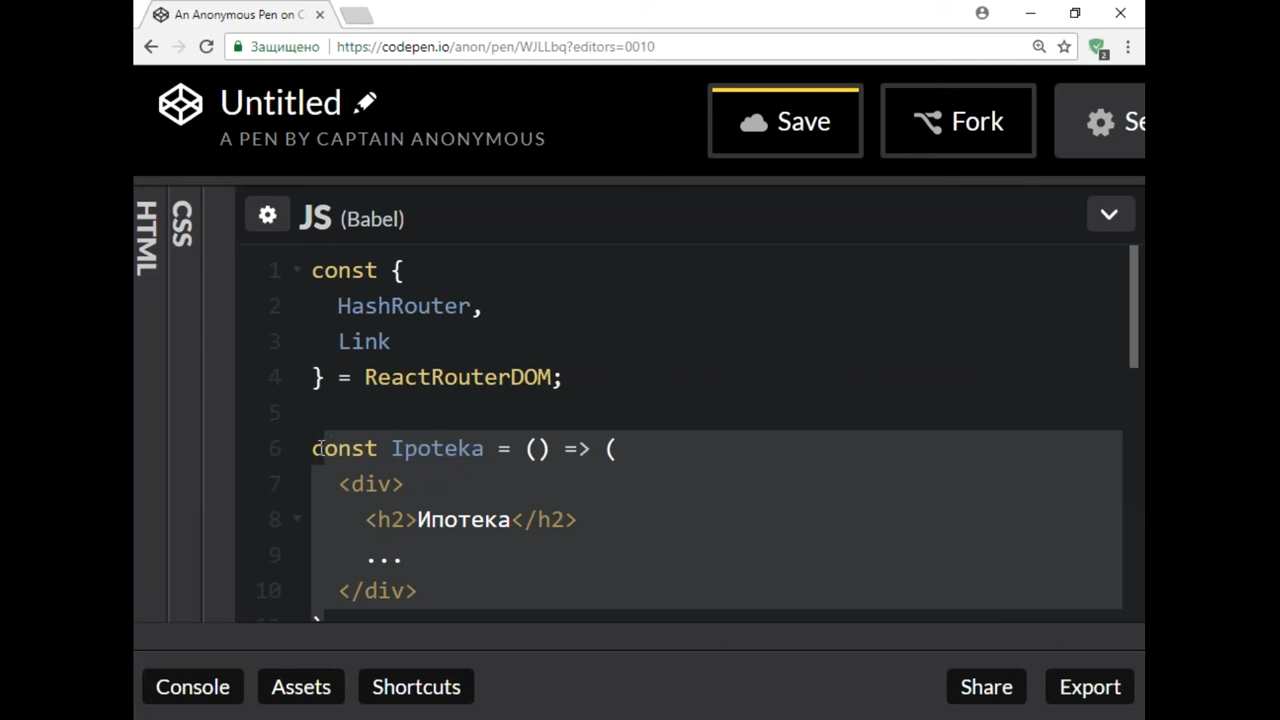 An Anonymous Pen on C
Защищено
https://codepen.io/anon/pen/WJLLbq?editors=0010
2
Untitled
A PEN BY CAPTAIN ANONYMOUS
Save
Fork
Se
HTML
CSS
JS (Babel)
1 const {
2 HashRouter,
3 Link
4 } = ReactRouterDOM;
5
6 const Ipoteka = () => (
7 <div>
8 <h2>Ипотека</h2>
9 ...
10 </div>
Console
Assets
Shortcuts
Share
Export